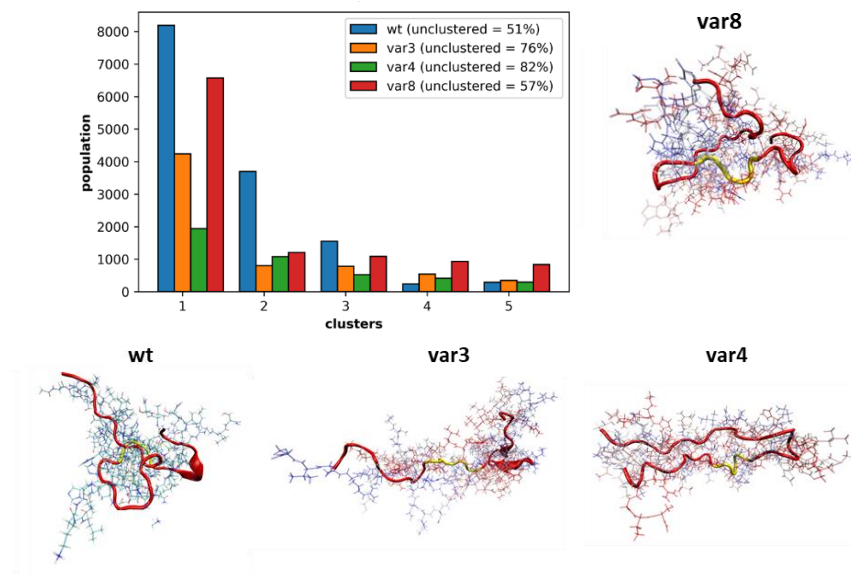 var8
wt (unclustered = 51%)
var3 (unclustered = 76%)
var4 (unclustered = 82%)
var8 (unclustered = 57%)
8000
7000
6000
5000
4000
3000
2000
1000
0
population
1 2 3 4 5
clusters
wt var3 var4